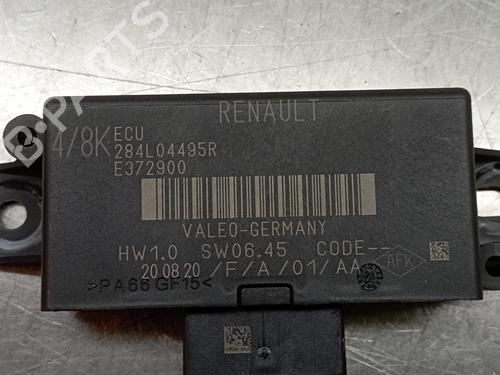 RENAULT
4/8K ECU
284L04495R
E372900
VALEO-GERMANY
HW1.0 SW06.45 CODE--
20.08.20 /F/A/01/AA AFK
>PA66 GF15<
B-PARTS